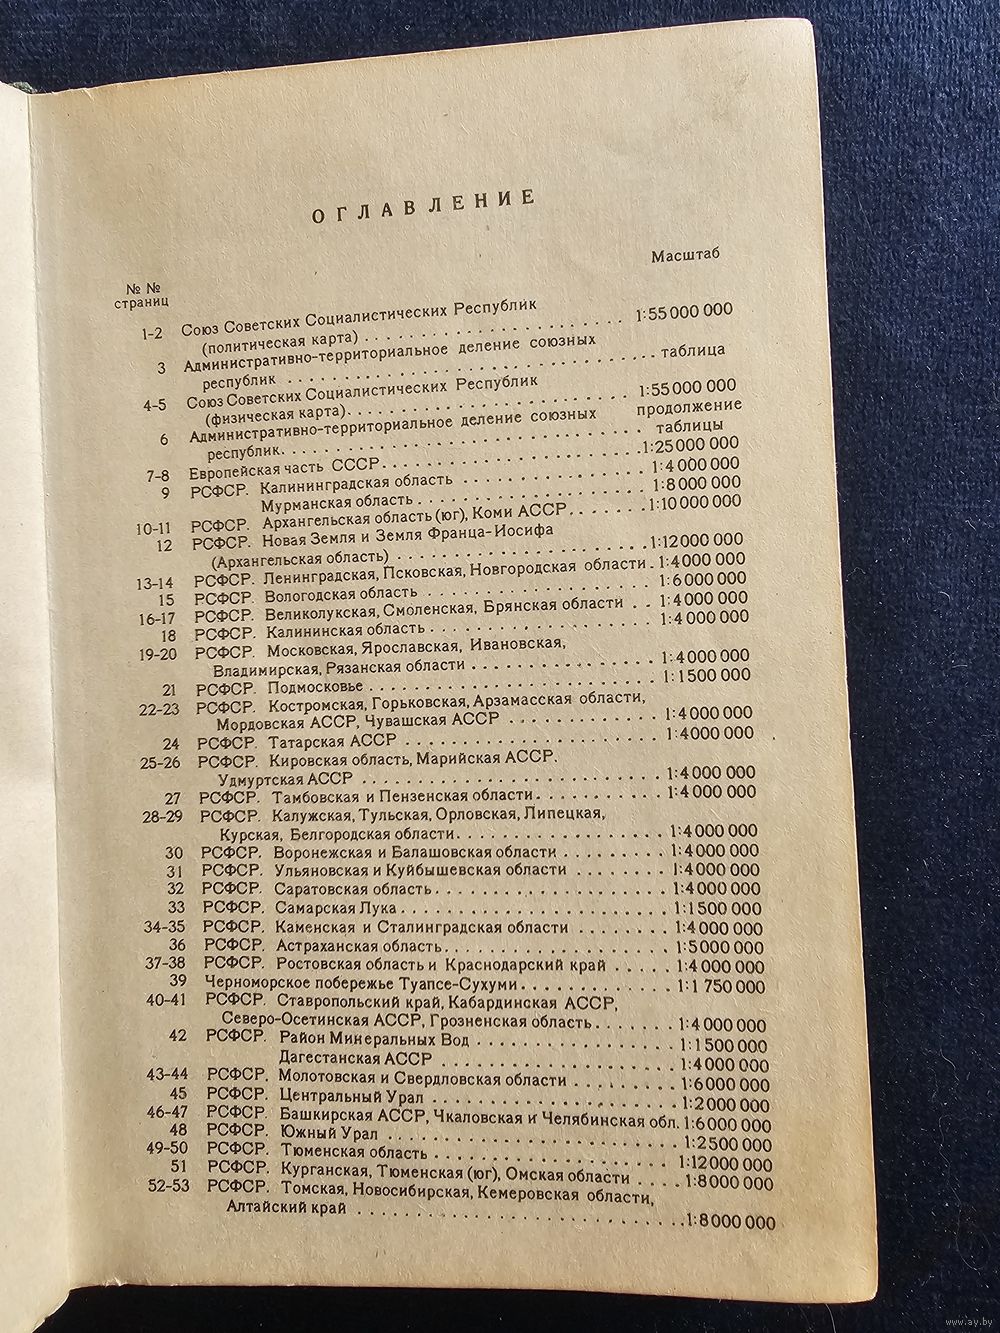 ОГЛАВЛЕНИЕ
Масштаб
№ №
страниц
1-2 Союз Советских Социалистических Республик
(политическая карта) . . . . . . . . . . . . . . . . . . . . 1:55 000 000
3 Административно-территориальное деление союзных
республик . . . . . . . . . . . . . . . . . . . . таблица
4-5 Союз Советских Социалистических Республик
(физическая карта). . . . . . . . . . . . . . . . . . . . 1:55 000 000
6 Административно-территориальное деление союзных продолжение
республик. . . . . . . . . . . . . . . . . . . . таблицы
7-8 Европейская часть СССР. . . . . . . . . . . . . . . . . . . . 1:25 000 000
9 РСФСР. Калининградская область . . . . . . . . . . . . 1:4 000 000
Мурманская область . . . . . . . . . . . . . . 1:8 000 000
10-11 РСФСР. Архангельская область (юг), Коми АССР. . . . . . . 1:10 000 000
12 РСФСР. Новая Земля и Земля Франца-Иосифа
(Архангельская область) . . . . . . . . . . . . . . . . 1:12 000 000
13-14 РСФСР. Ленинградская, Псковская, Новгородская области . 1:4 000 000
15 РСФСР. Вологодская область . . . . . . . . . . . . . . . 1:6 000 000
16-17 РСФСР. Великолукская, Смоленская, Брянская области . . 1:4 000 000
18 РСФСР. Калининская область . . . . . . . . . . . . . . . 1:4 000 000
19-20 РСФСР. Московская, Ярославская, Ивановская,
Владимирская, Рязанская области . . . . . . . . . . . . 1:4 000 000
21 РСФСР. Подмосковье . . . . . . . . . . . . . . . . . . 1:1 500 000
22-23 РСФСР. Костромская, Горьковская, Арзамасская области,
Мордовская АССР, Чувашская АССР . . . . . . . . . . 1:4 000 000
24 РСФСР. Татарская АССР . . . . . . . . . . . . . . . . 1:4 000 000
25-26 РСФСР. Кировская область, Марийская АССР.
Удмуртская АССР . . . . . . . . . . . . . . . . . . . 1:4 000 000
27 РСФСР. Тамбовская и Пензенская области. . . . . . . . 1:4 000 000
28-29 РСФСР. Калужская, Тульская, Орловская, Липецкая,
Курская, Белгородская области. . . . . . . . . . . . . . 1:4 000 000
30 РСФСР. Воронежская и Балашовская области . . . . . . . 1:4 000 000
31 РСФСР. Ульяновская и Куйбышевская области . . . . . . 1:4 000 000
32 РСФСР. Саратовская область. . . . . . . . . . . . . . . 1:4 000 000
33 РСФСР. Самарская Лука. . . . . . . . . . . . . . . . . 1:1 500 000
34-35 РСФСР. Каменская и Сталинградская области . . . . . . 1:4 000 000
36 РСФСР. Астраханская область. . . . . . . . . . . . . . 1:5 000 000
37-38 РСФСР. Ростовская область и Краснодарский край . . . . 1:4 000 000
39 Черноморское побережье Туапсе-Сухуми. . . . . . . . . . 1:1 750 000
40-41 РСФСР. Ставропольский край, Кабардинская АССР,
Северо-Осетинская АССР, Грозненская область. . . . . . 1:4 000 000
42 РСФСР. Район Минеральных Вод . . . . . . . . . . . . . 1:1 500 000
Дагестанская АССР . . . . . . . . . . . . . . . 1:4 000 000
43-44 РСФСР. Молотовская и Свердловская области . . . . . . 1:6 000 000
45 РСФСР. Центральный Урал . . . . . . . . . . . . . . . 1:2 000 000
46-47 РСФСР. Башкирская АССР, Чкаловская и Челябинская обл. 1:6 000 000
48 РСФСР. Южный Урал . . . . . . . . . . . . . . . . . . 1:2 500 000
49-50 РСФСР. Тюменская область . . . . . . . . . . . . . . . 1:12 000 000
51 РСФСР. Курганская, Тюменская (юг), Омская области . . . 1:8 000 000
52-53 РСФСР. Томская, Новосибирская, Кемеровская области,
Алтайский край . . . . . . . . . . . . . . . . . . . . 1:8 000 000
www.ay.by